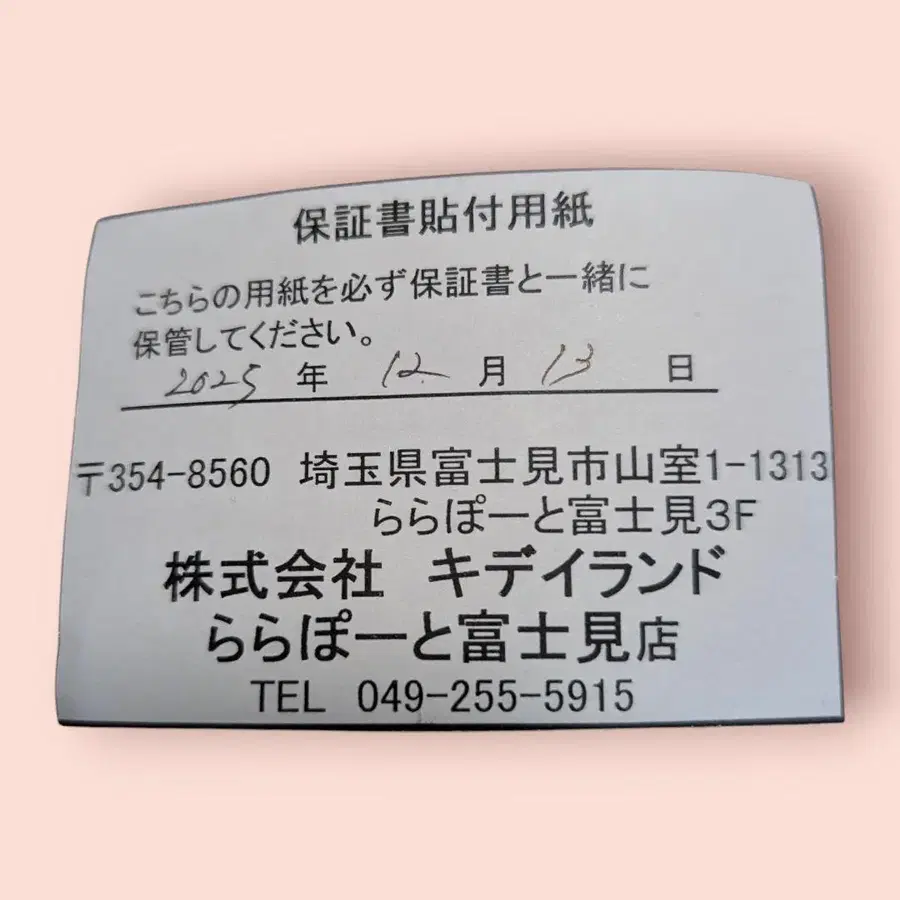 保証書貼付用紙
こちらの用紙を必ず保証書と一緒に
保管してください。
2025 年 12 月 13 日
〒354-8560 埼玉県富士見市山室1-1313
ららぽーと富士見3F
株式会社 キデイランド
ららぽーと富士見店
TEL 049-255-5915